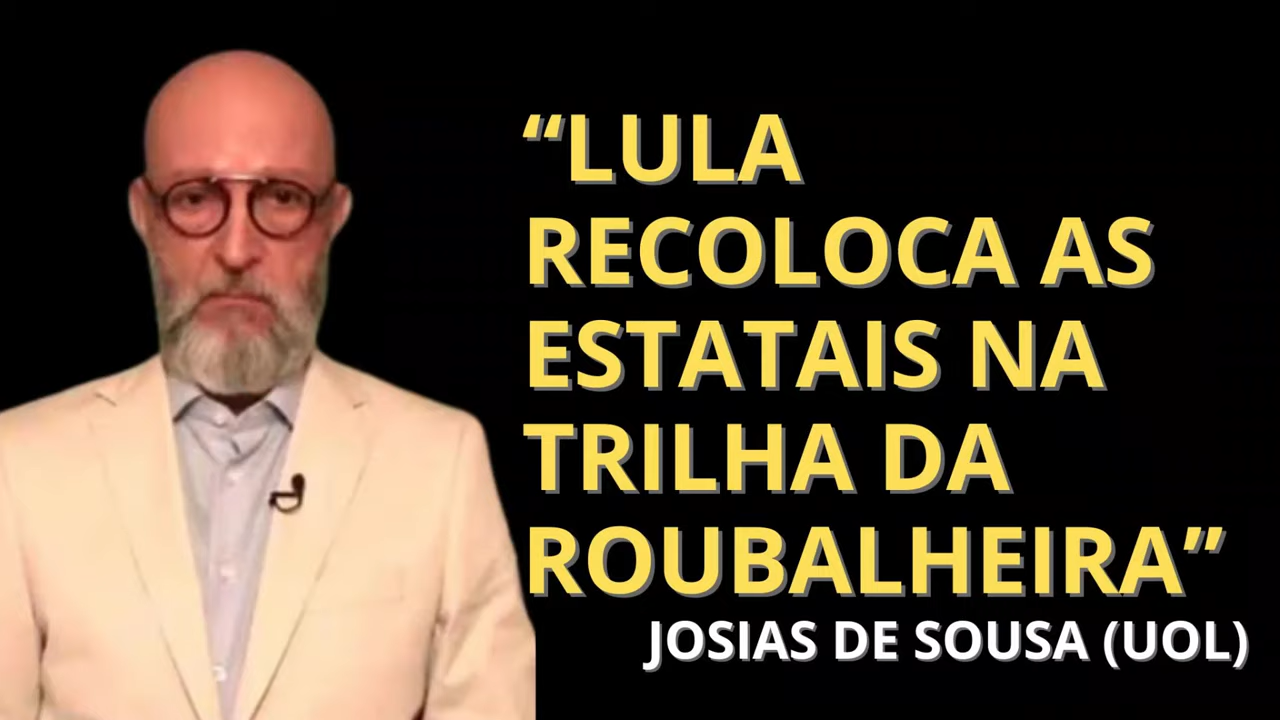 “LULA
RECOLOCA AS
ESTATAIS NA
TRILHA DA
ROUBALHEIRA”
JOSIAS DE SOUSA (UOL)